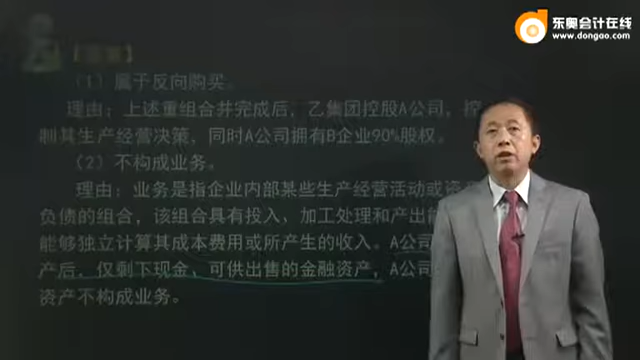 东奥会计在线
www.dongao.com
（1）属于反向购买。
理由：上述重组合并完成后，乙集团控股A公司，控
制其生产经营决策，同时A公司拥有B企业90%股权。
（2）不构成业务。
理由：业务是指企业内部某些生产经营活动或资
负债的组合，该组合具有投入、加工处理和产出能
能够独立计算其成本费用或所产生的收入。A公司
产后，仅剩下现金、可供出售的金融资产，A公司
资产不构成业务。